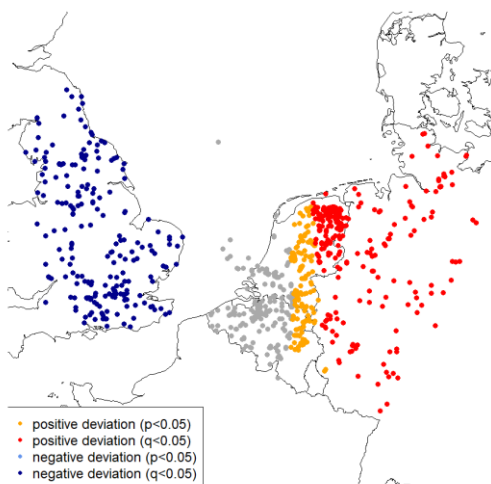 positive deviation (p<0.05)
positive deviation (q<0.05)
negative deviation (p<0.05)
negative deviation (q<0.05)